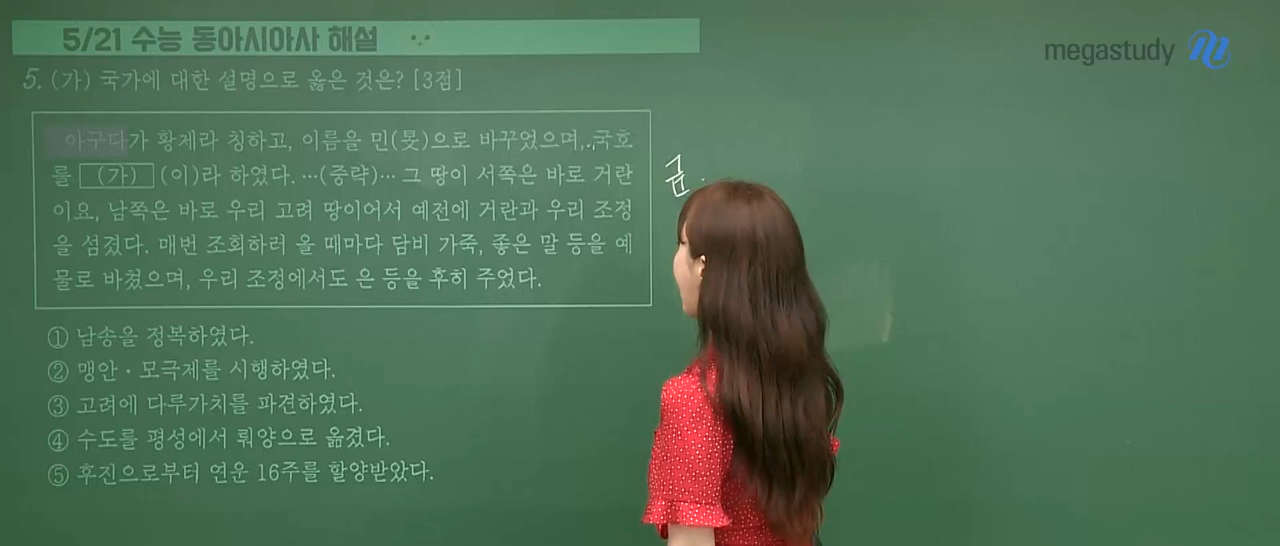 5/21 수능 동아시아사 해설
megastudy
5. (가) 국가에 대한 설명으로 옳은 것은? [3점]
아구다가 황제라 칭하고, 이름을 민(旻)으로 바꾸었으며, 국호
를 (가) (이)라 하였다. …(중략)… 그 땅이 서쪽은 바로 거란
이요, 남쪽은 바로 우리 고려 땅이어서 예전에 거란과 우리 조정
을 섬겼다. 매번 조회하러 올 때마다 담비 가죽, 좋은 말 등을 예
물로 바쳤으며, 우리 조정에서도 은 등을 후히 주었다.
① 남송을 정복하였다.
② 맹안·모극제를 시행하였다.
③ 고려에 다루가치를 파견하였다.
④ 수도를 평성에서 뤄양으로 옮겼다.
⑤ 후진으로부터 연운 16주를 할양받았다.